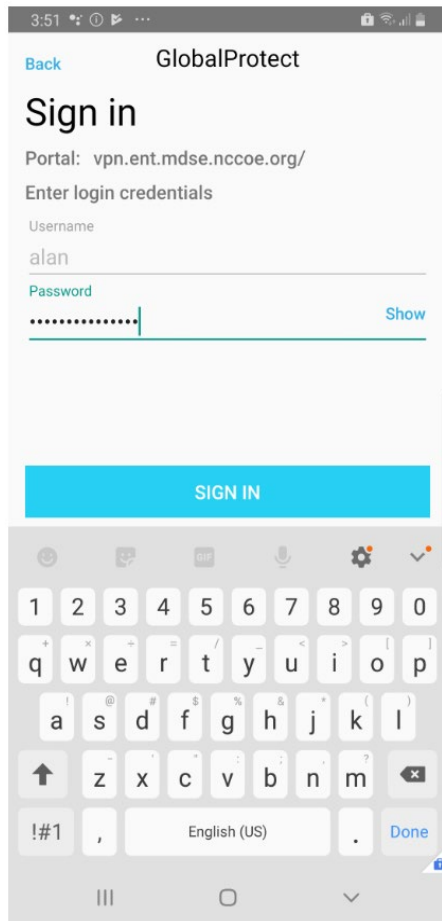 3:51
Back GlobalProtect
Sign in
Portal: vpn.ent.mdse.nccoe.org/
Enter login credentials
Username
alan
Password
••••••••••••••• Show
SIGN IN
GIF
1 2 3 4 5 6 7 8 9 0
+ × ÷ = / _ < > [ ]
q w e r t y u i o p
! @ # $ % & * ( )
a s d f g h j k l
- ' " : ; , ?
z x c v b n m
!#1 , English (US) . Done